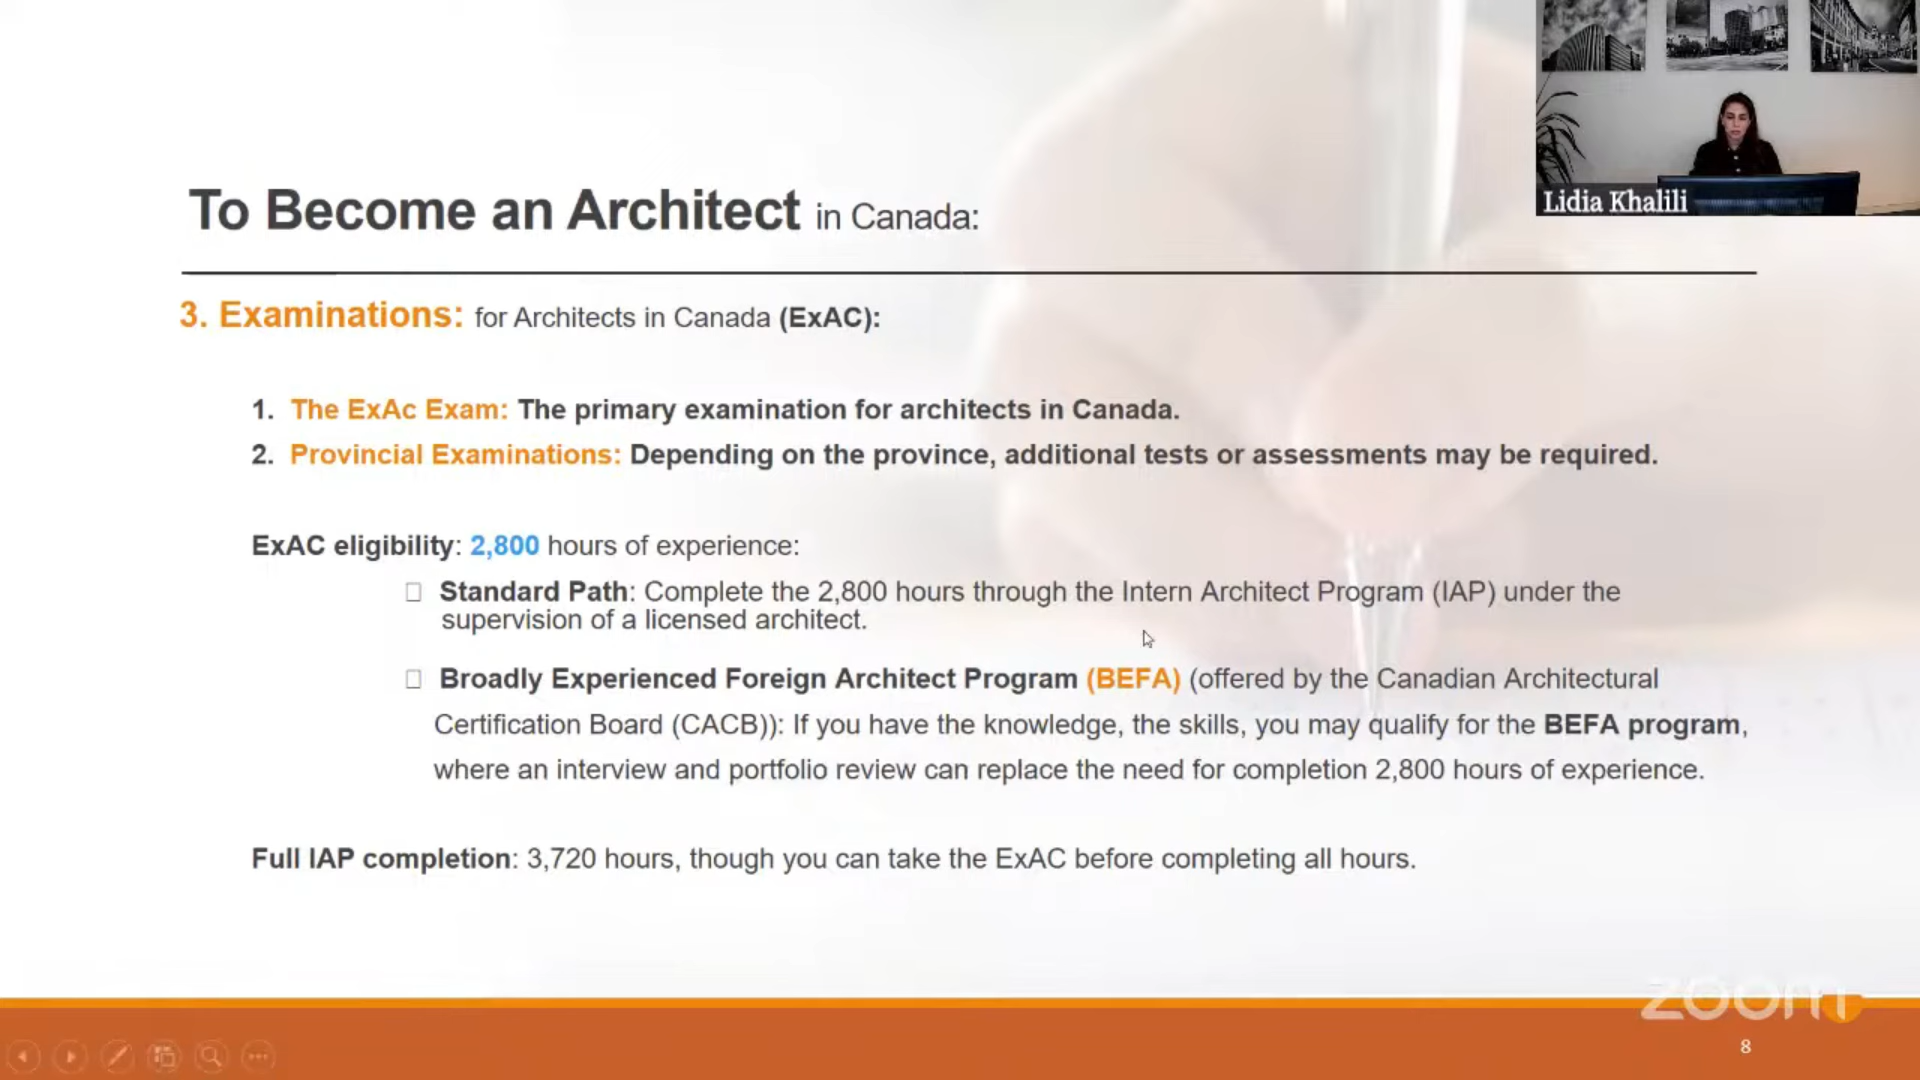 Lidia Khalili
To Become an Architect in Canada:
3. Examinations: for Architects in Canada (ExAC):
1. The ExAc Exam: The primary examination for architects in Canada.
2. Provincial Examinations: Depending on the province, additional tests or assessments may be required.
ExAC eligibility: 2,800 hours of experience:
Standard Path: Complete the 2,800 hours through the Intern Architect Program (IAP) under the
supervision of a licensed architect.
Broadly Experienced Foreign Architect Program (BEFA) (offered by the Canadian Architectural
Certification Board (CACB)): If you have the knowledge, the skills, you may qualify for the BEFA program,
where an interview and portfolio review can replace the need for completion 2,800 hours of experience.
Full IAP completion: 3,720 hours, though you can take the ExAC before completing all hours.
zoom
8